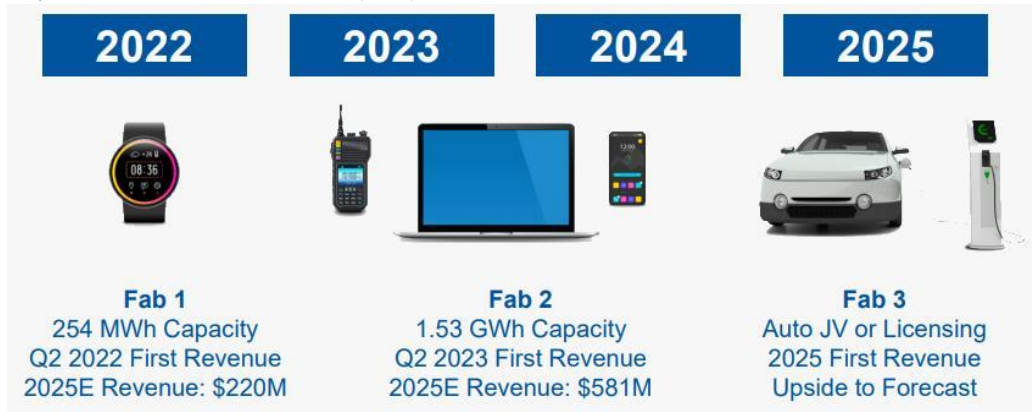 2022
2023
2024
2025
08:36
12:00
Fab 1
254 MWh Capacity
Q2 2022 First Revenue
2025E Revenue: $220M
Fab 2
1.53 GWh Capacity
Q2 2023 First Revenue
2025E Revenue: $581M
Fab 3
Auto JV or Licensing
2025 First Revenue
Upside to Forecast